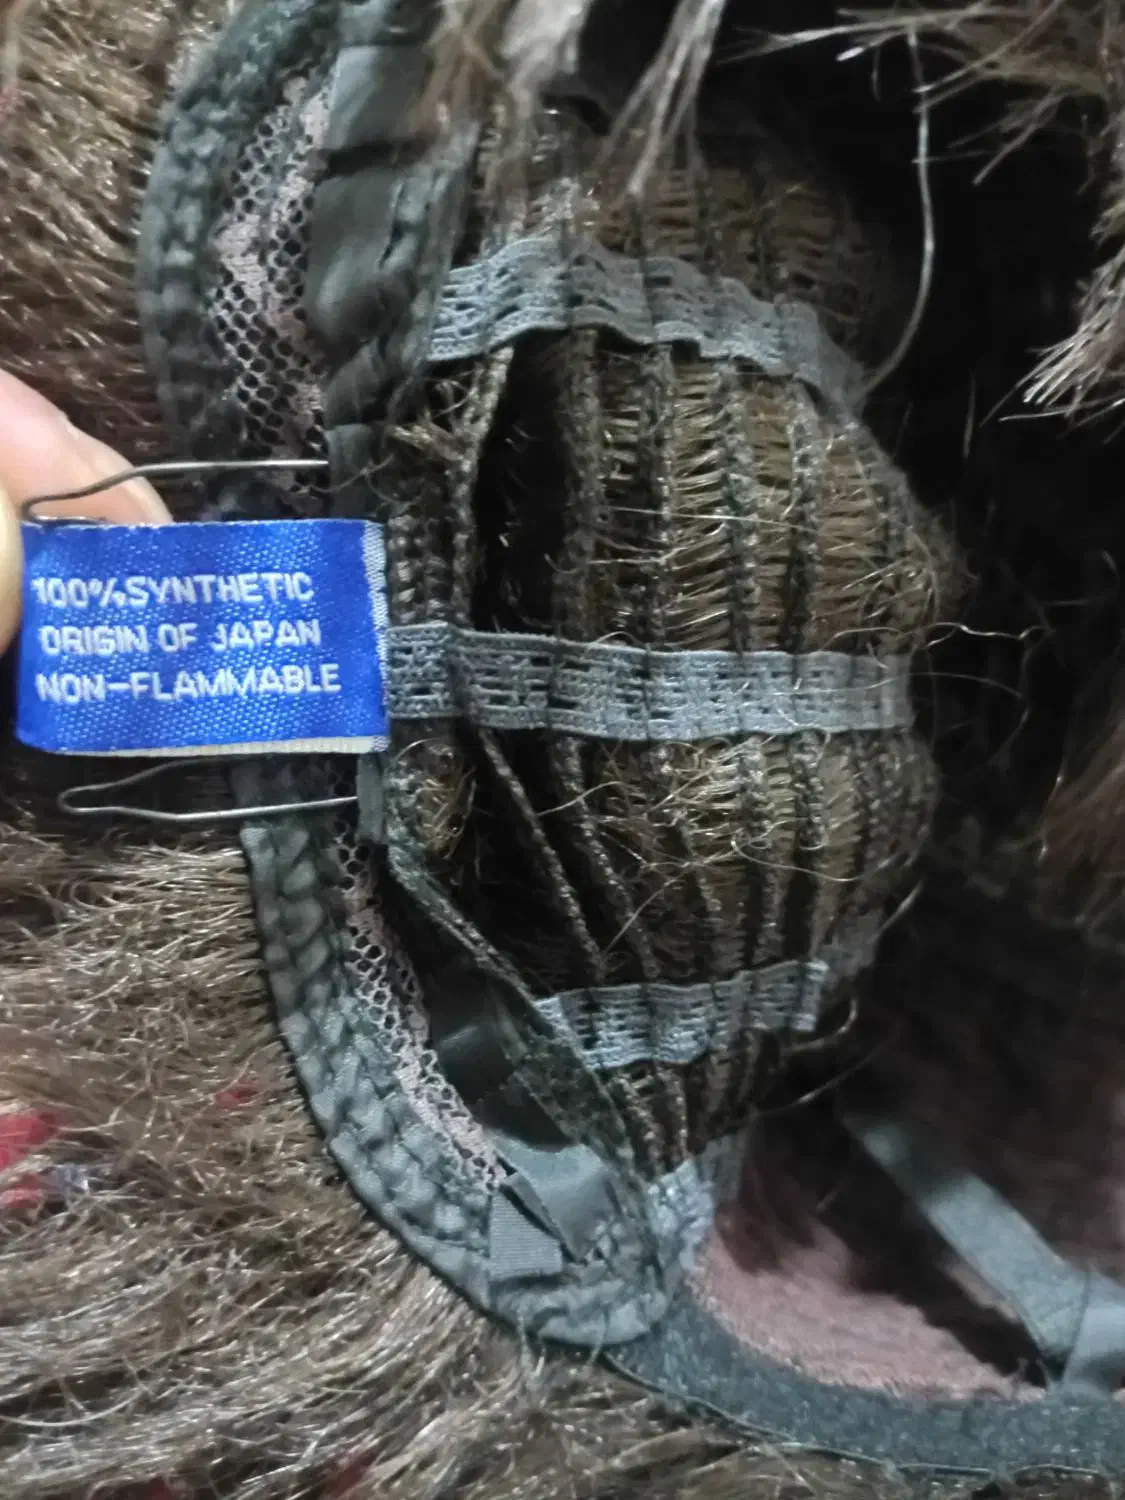 100%SYNTHETIC
ORIGIN OF JAPAN
NON-FLAMMABLE